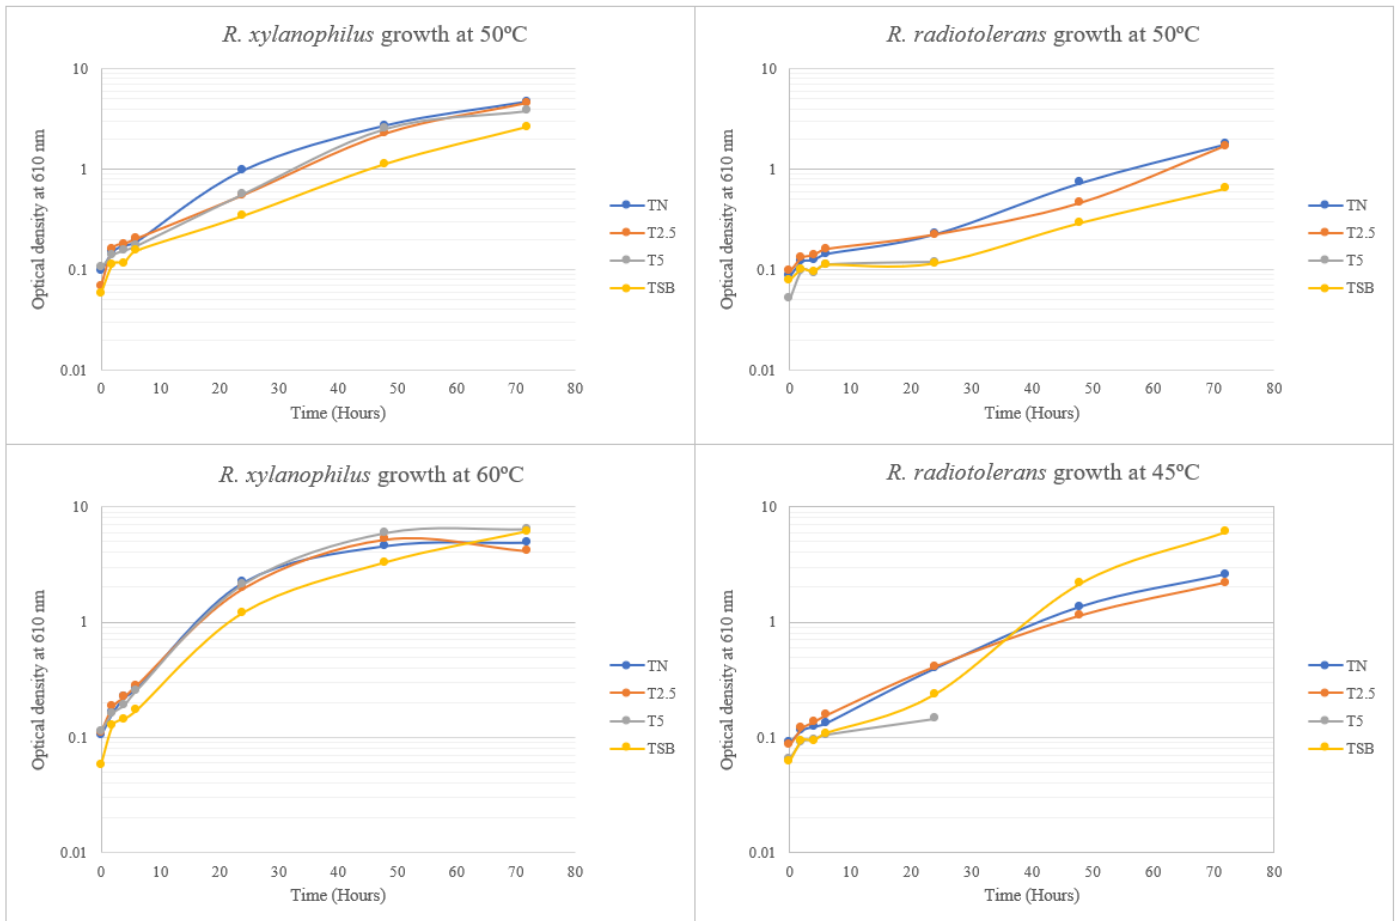 R. xylanophilus growth at 50ºC
Optical density at 610 nm
10
1
0.1
0.01
0 10 20 30 40 50 60 70 80
Time (Hours)
TN
T2.5
T5
TSB
R. radiotolerans growth at 50ºC
Optical density at 610 nm
10
1
0.1
0.01
0 10 20 30 40 50 60 70 80
Time (Hours)
TN
T2.5
T5
TSB
R. xylanophilus growth at 60ºC
Optical density at 610 nm
10
1
0.1
0.01
0 10 20 30 40 50 60 70 80
Time (Hours)
TN
T2.5
T5
TSB
R. radiotolerans growth at 45ºC
Optical density at 610 nm
10
1
0.1
0.01
0 10 20 30 40 50 60 70 80
Time (Hours)
TN
T2.5
T5
TSB